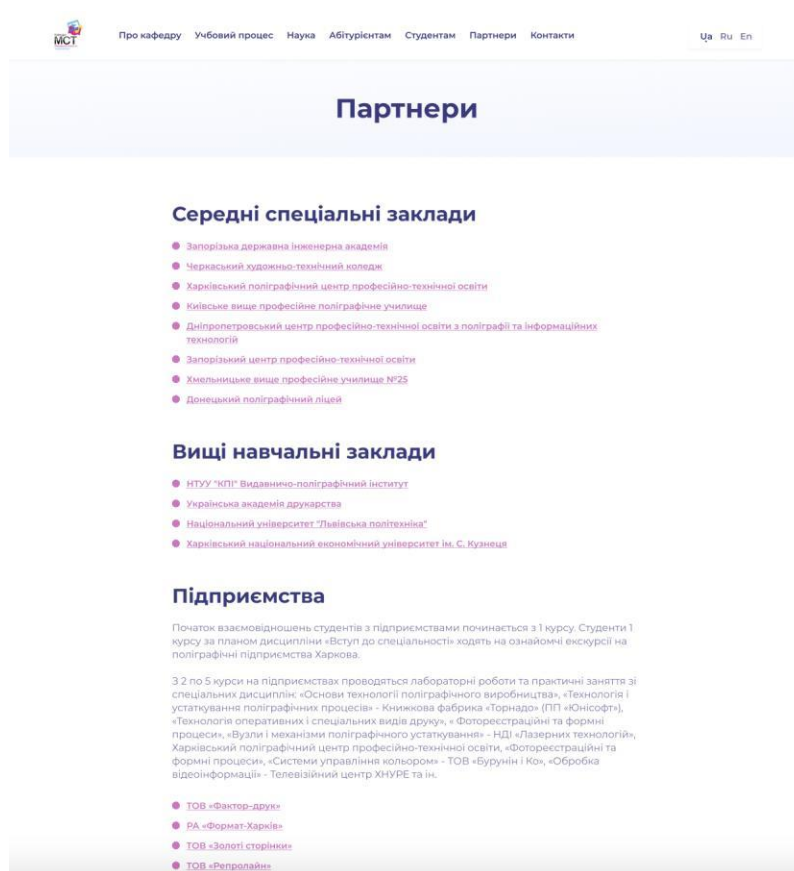 МСТ
Про кафедру Учбовий процес Наука Абітурієнтам Студентам Партнери Контакти
Ua Ru En
Партнери
Середні спеціальні заклади
Запорізька державна інженерна академія
Черкаський художньо-технічний коледж
Харківський поліграфічний центр професійно-технічної освіти
Київське вище професійне поліграфічне училище
Дніпропетровський центр професійно-технічної освіти з поліграфії та інформаційних
технологій
Запорізький центр професійно-технічної освіти
Хмельницьке вище професійне училище №25
Донецький поліграфічний ліцей
Вищі навчальні заклади
НТУУ "КПІ" Видавничо-поліграфічний інститут
Українська академія друкарства
Національний університет "Львівська політехніка"
Харківський національний економічний університет ім. С. Кузнеця
Підприємства
Початок взаємовідношень студентів з підприємствами починається з 1 курсу. Студенти 1
курсу за планом дисципліни «Вступ до спеціальності» ходять на ознайомчі екскурсії на
поліграфічні підприємства Харкова.
З 2 по 5 курси на підприємствах проводяться лабораторні роботи та практичні заняття зі
спеціальних дисциплін: «Основи технології поліграфічного виробництва», «Технологія і
устаткування поліграфічних процесів» - Книжкова фабрика «Торнадо» (ПП «Юнісофт»),
«Технологія оперативних і спеціальних видів друку», « Фотореєстраційні та формні
процеси», «Вузли і механізми поліграфічного устаткування» - НДІ «Лазерних технологій»,
Харківський поліграфічний центр професійно-технічної освіти, «Фотореєстраційні та
формні процеси», «Системи управління кольором» - ТОВ «Бурунін і Ко», «Обробка
відеоінформації» - Телевізійний центр ХНУРЕ та ін.
ТОВ «Фактор-друк»
РА «Формат-Харків»
ТОВ «Золоті сторінки»
ТОВ «Репролайн»